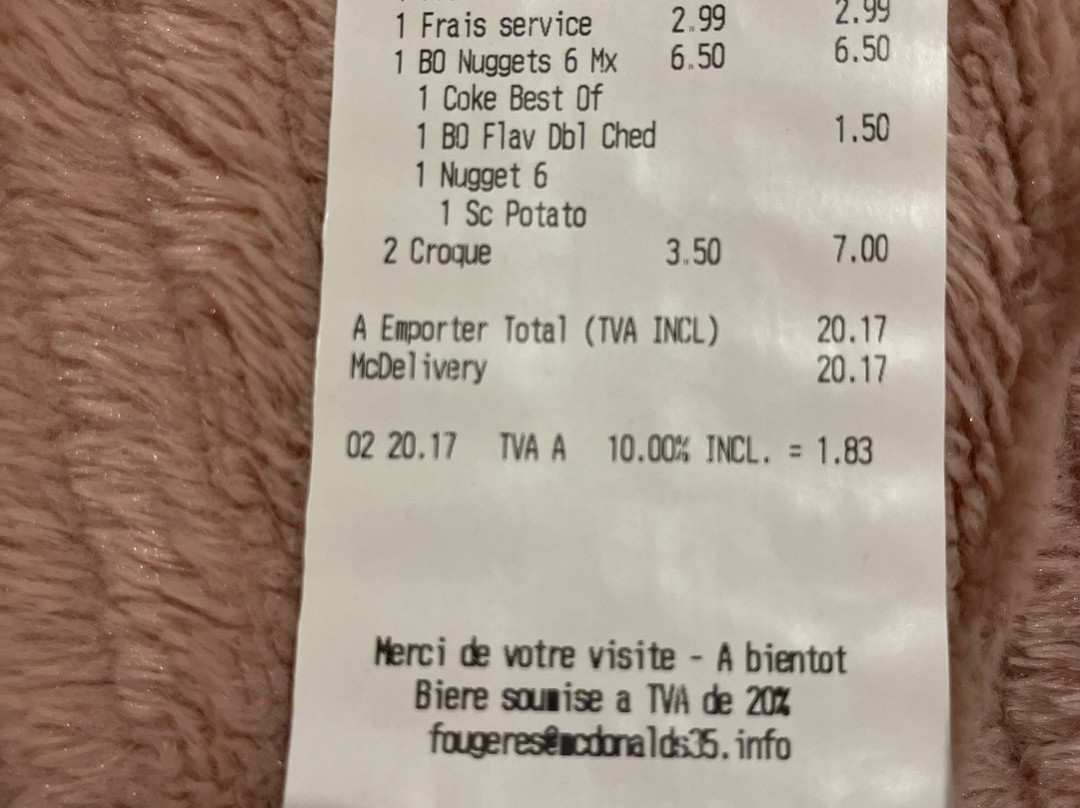 1 Frais service 2.99 2.99
1 BO Nuggets 6 Mx 6.50 6.50
1 Coke Best Of
1 BO Flav Dbl Ched 1.50
1 Nugget 6
1 Sc Potato
2 Croque 3.50 7.00
A Emporter Total (TVA INCL) 20.17
McDelivery 20.17
02 20.17 TVA A 10.00% INCL. = 1.83
Merci de votre visite - A bientot
Biere soumise a TVA de 20%
fougeres@mcdonalds35.info